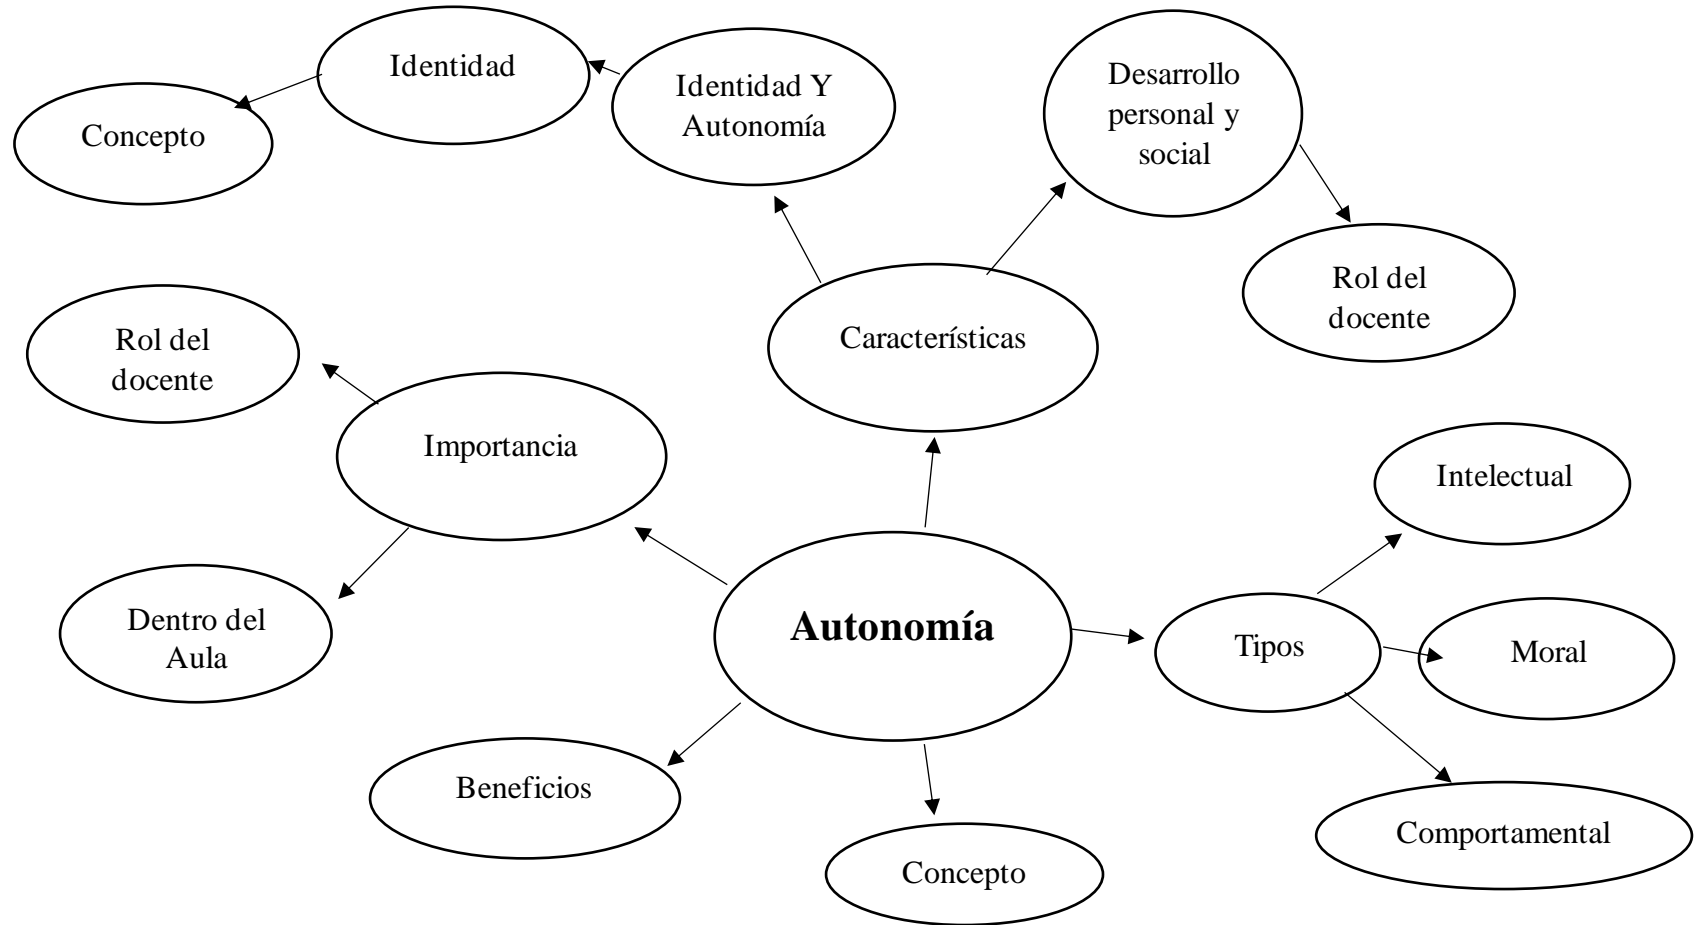 Identidad
Concepto
Identidad Y
Autonomía
Desarrollo
personal y
social
Rol del
docente
Características
Rol del
docente
Importancia
Dentro del
Aula
Autonomía
Intelectual
Tipos
Moral
Comportamental
Beneficios
Concepto